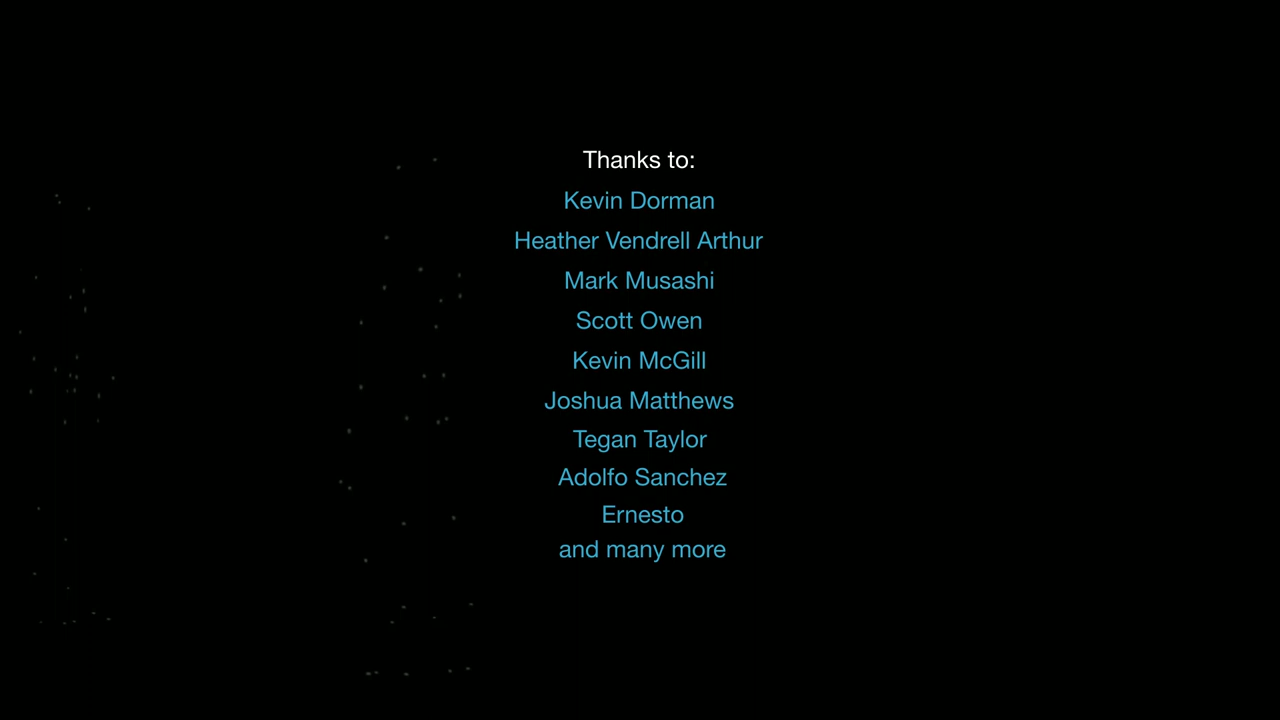 Thanks to:
Kevin Dorman
Heather Vendrell Arthur
Mark Musashi
Scott Owen
Kevin McGill
Joshua Matthews
Tegan Taylor
Adolfo Sanchez
Ernesto
and many more